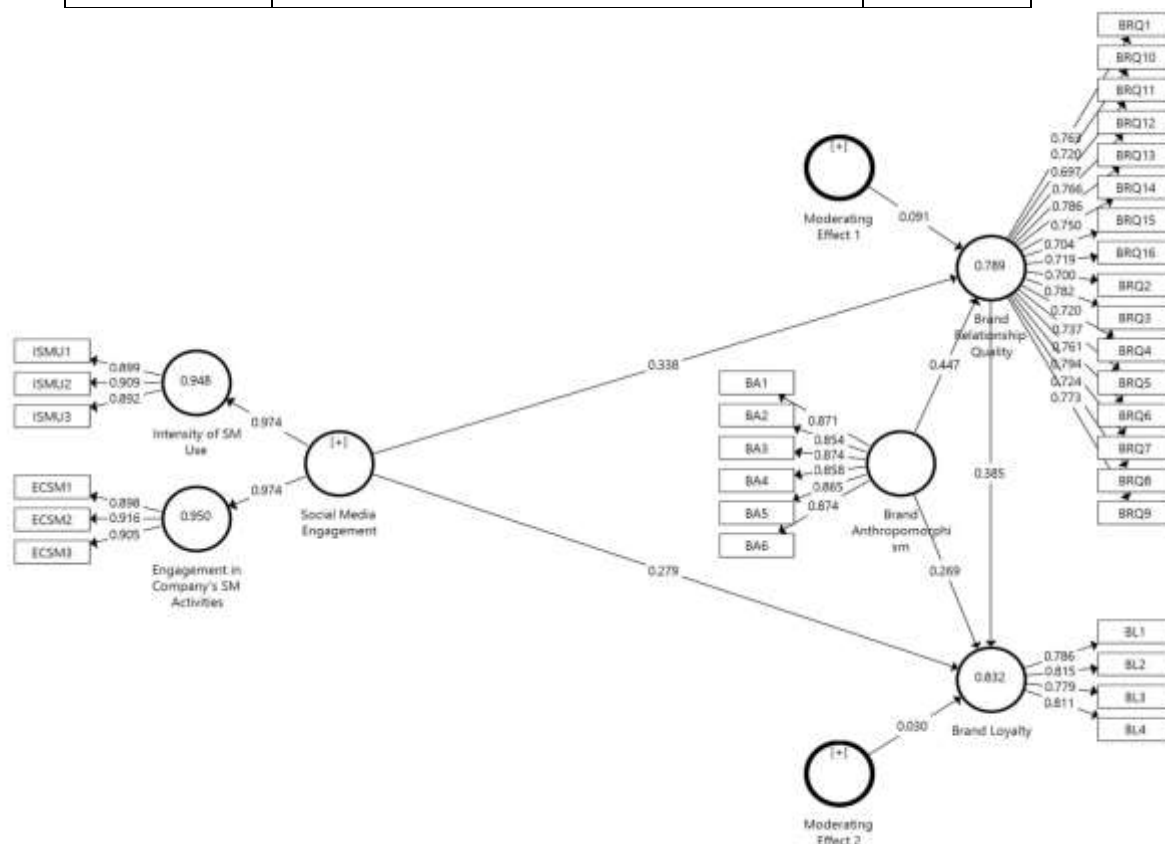 BRQ1
BRQ10
BRQ11
BRQ12
BRQ13
BRQ14
BRQ15
BRQ16
BRQ2
BRQ3
BRQ4
BRQ5
BRQ6
BRQ7
BRQ8
BRQ9
0.763
0.720
0.697
0.766
0.786
0.750
0.704
0.719
0.700
0.782
0.720
0.737
0.761
0.794
0.724
0.773
[+]
Moderating
Effect 1
0.091
0.789
Brand
Relationship
Quality
0.338
0.447
0.385
ISMU1
ISMU2
ISMU3
0.899
0.909
0.892
0.948
Intensity of SM
Use
0.974
ECSM1
ECSM2
ECSM3
0.898
0.916
0.905
0.950
Engagement in
Company's SM
Activities
0.974
[+]
Social Media
Engagement
BA1
BA2
BA3
BA4
BA5
BA6
0.871
0.854
0.874
0.858
0.865
0.874
Brand
Anthropomorphi
sm
0.269
0.279
BL1
BL2
BL3
BL4
0.786
0.815
0.779
0.811
0.832
Brand Loyalty
0.030
[+]
Moderating
Effect 2